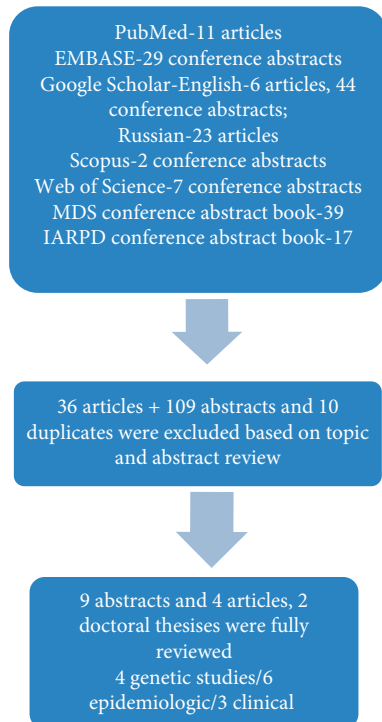 PubMed-11 articles
EMBASE-29 conference abstracts
Google Scholar-English-6 articles, 44
conference abstracts;
Russian-23 articles
Scopus-2 conference abstracts
Web of Science-7 conference abstracts
MDS conference abstract book-39
IARPD conference abstract book-17
36 articles + 109 abstracts and 10
duplicates were excluded based on topic
and abstract review
9 abstracts and 4 articles, 2
doctoral thesises were fully
reviewed
4 genetic studies/6
epidemiologic/3 clinical